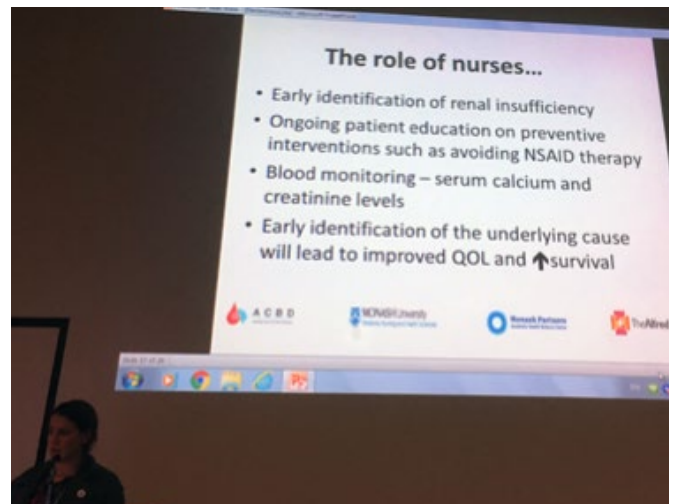 The role of nurses...
• Early identification of renal insufficiency
• Ongoing patient education on preventive
interventions such as avoiding NSAID therapy
• Blood monitoring – serum calcium and
creatinine levels
• Early identification of the underlying cause
will lead to improved QOL and ↑survival
ACBD
MONASH University
Monash Partners
TheAlfred